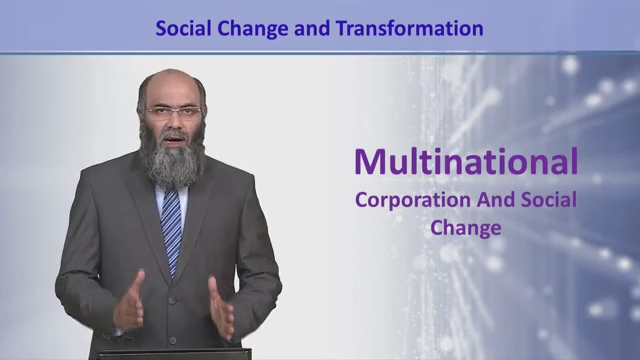 Social Change and Transformation
Multinational
Corporation And Social
Change